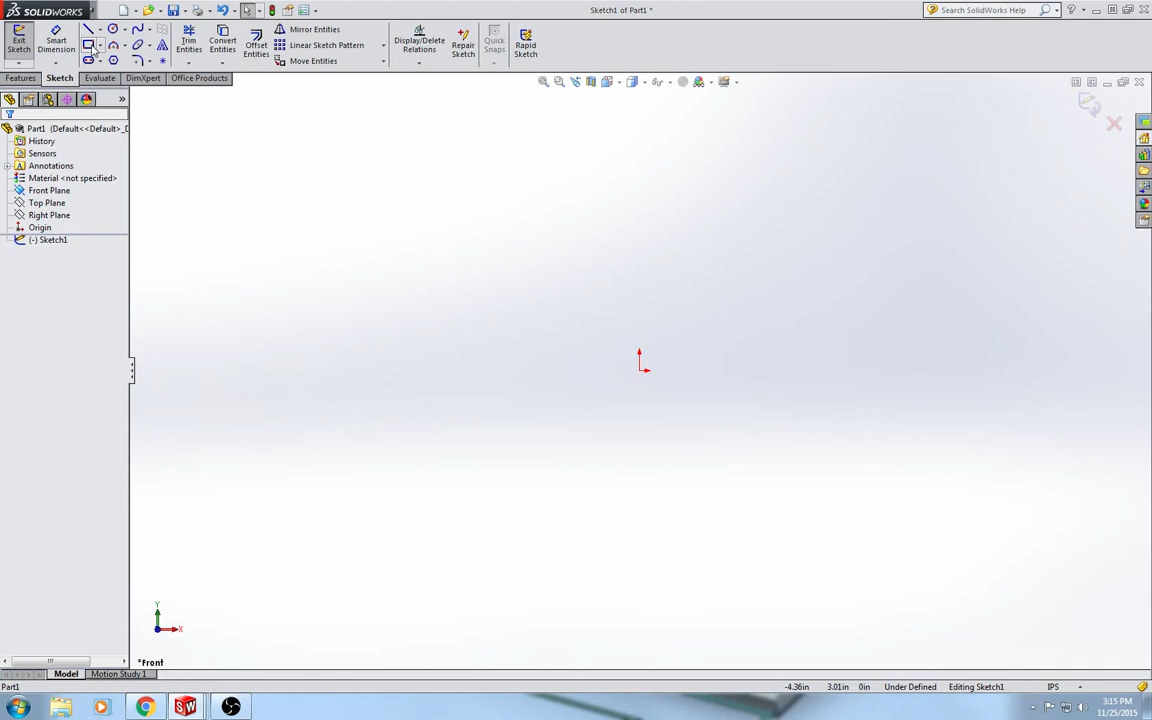 SOLIDWORKS
Sketch1 of Part1 *
Search SolidWorks Help
Exit
Sketch
Smart
Dimension
Trim
Entities
Convert
Entities
Offset
Entities
Mirror Entities
Linear Sketch Pattern
Move Entities
Display/Delete
Relations
Repair
Sketch
Quick
Snaps
Rapid
Sketch
Features
Sketch
Evaluate
DimXpert
Office Products
Part1 (Default<<Default>_D
History
Sensors
Annotations
Material <not specified>
Front Plane
Top Plane
Right Plane
Origin
(-) Sketch1
Y
X
*Front
Model
Motion Study 1
Part1
-4.36in
3.01in
0in
Under Defined
Editing Sketch1
IPS
SW
3:15 PM
11/25/2015